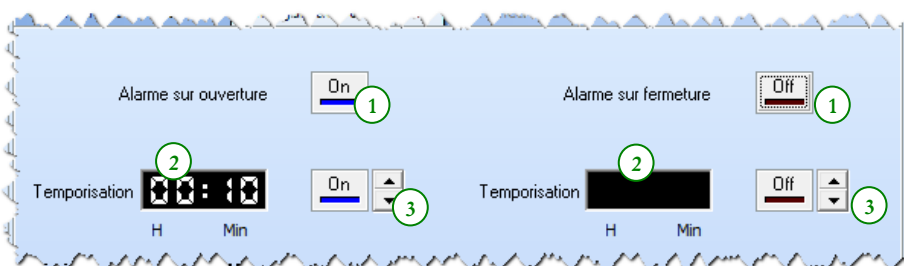 Alarme sur ouverture On 1 Alarme sur fermeture Off 1
2 2
Temporisation 00:10 On 3 Temporisation Off 3
H Min H Min